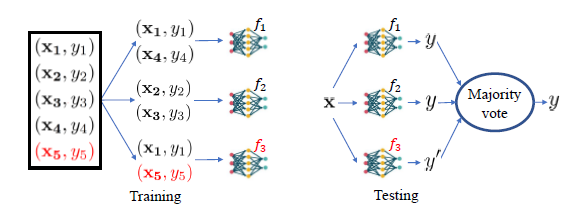 (x₁, y₁)
(x₂, y₂)
(x₃, y₃)
(x₄, y₄)
(x₅, y₅)
(x₁, y₁)
(x₄, y₄)
f₁
(x₂, y₂)
(x₃, y₃)
f₂
(x₁, y₁)
(x₅, y₅)
f₃
Training
x
f₁
y
f₂
y
f₃
y′
Majority
vote
y
Testing